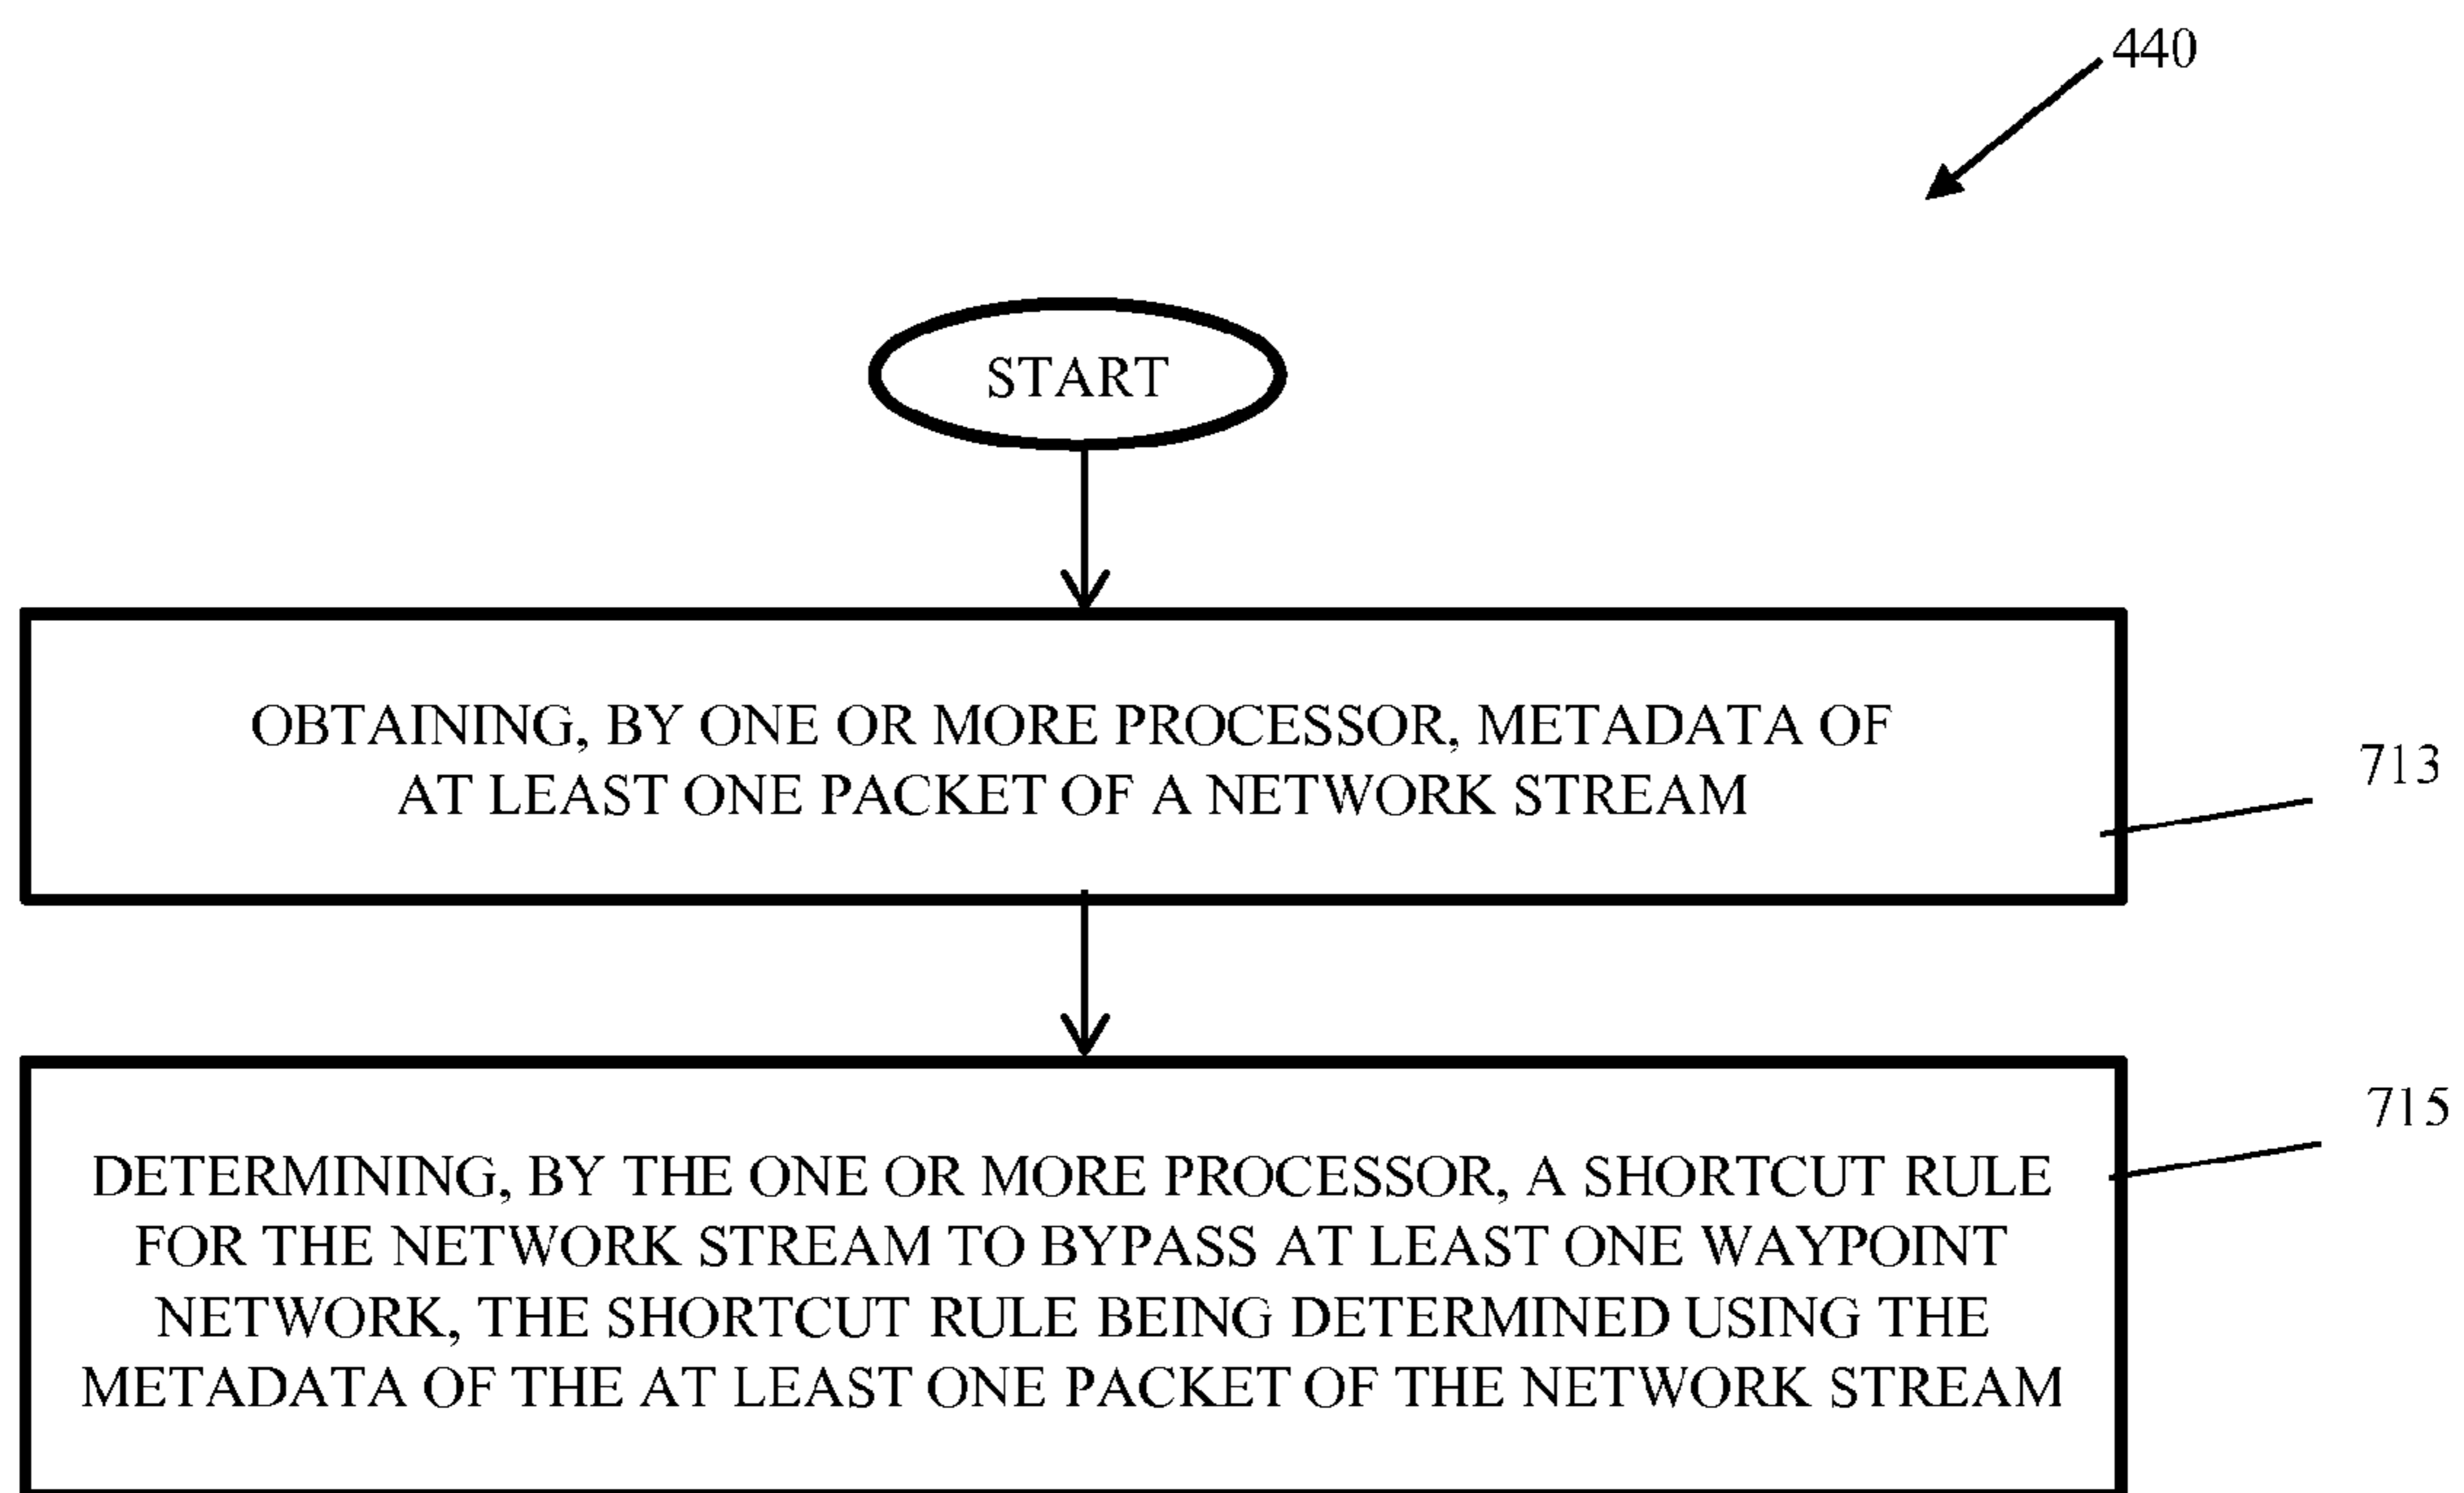 440
START
OBTAINING, BY ONE OR MORE PROCESSOR, METADATA OF
AT LEAST ONE PACKET OF A NETWORK STREAM
713
DETERMINING, BY THE ONE OR MORE PROCESSOR, A SHORTCUT RULE
FOR THE NETWORK STREAM TO BYPASS AT LEAST ONE WAYPOINT
NETWORK, THE SHORTCUT RULE BEING DETERMINED USING THE
METADATA OF THE AT LEAST ONE PACKET OF THE NETWORK STREAM
715